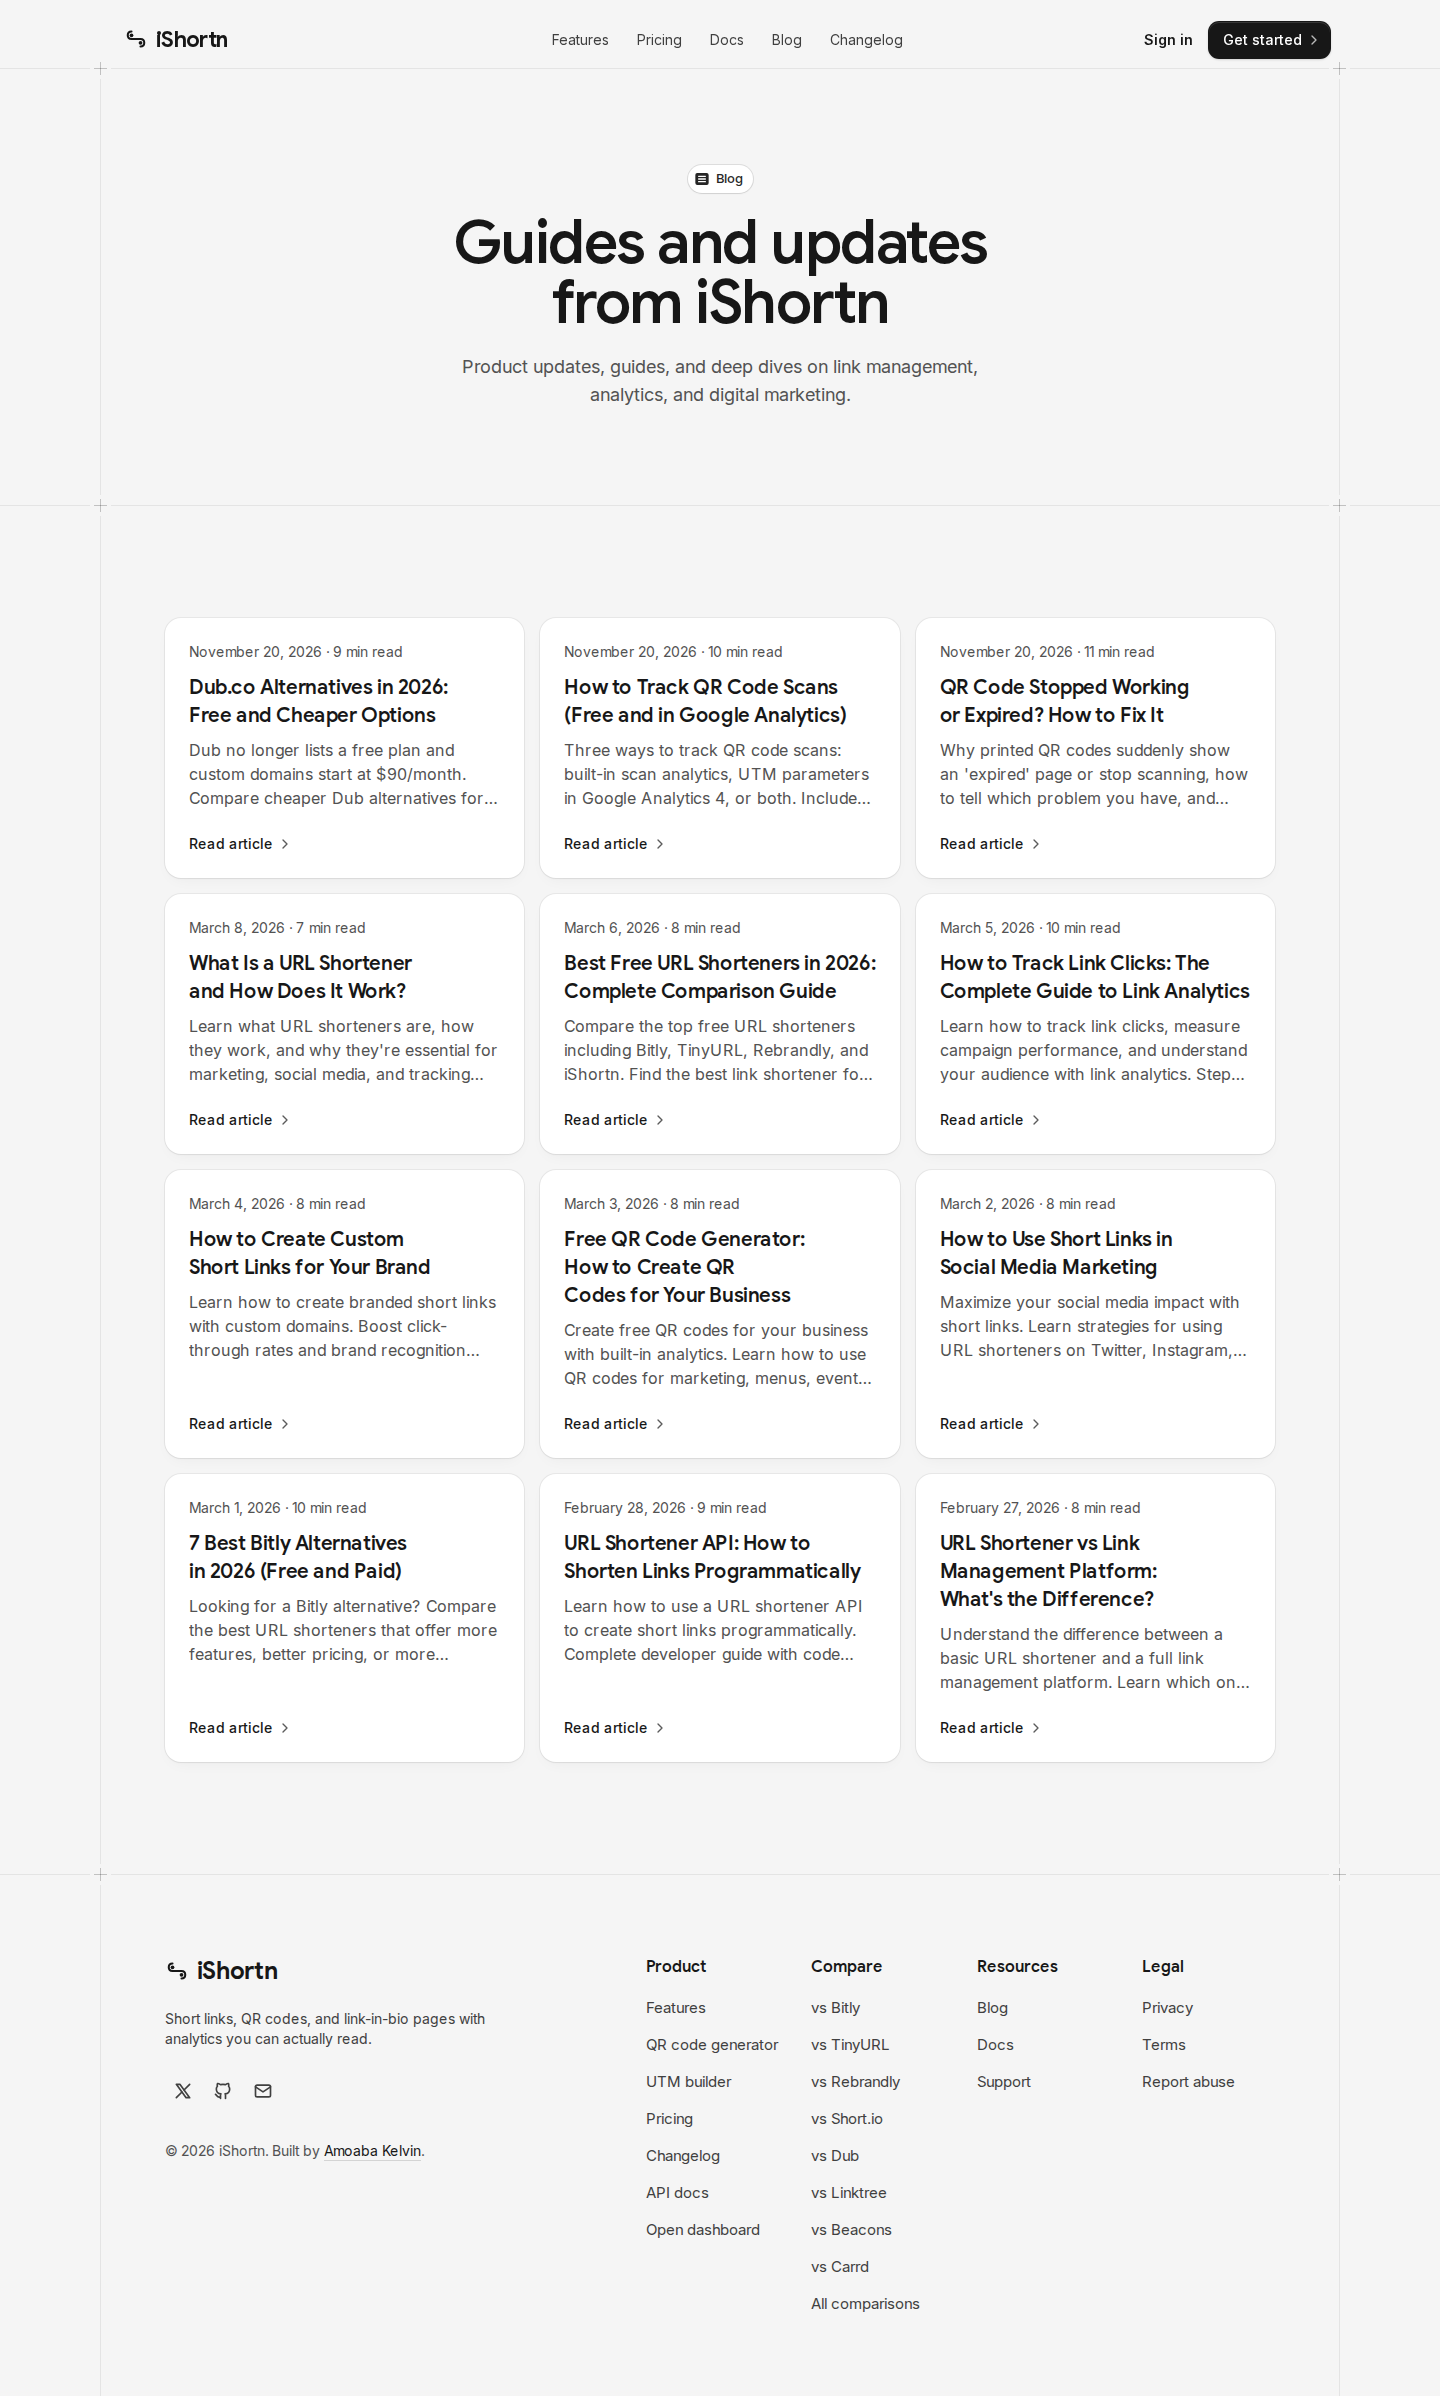 iShortn
Features
Pricing
Docs
Blog
Changelog
Sign in
Get started
Blog
Guides and updates
from iShortn
Product updates, guides, and deep dives on link management,
analytics, and digital marketing.
November 20, 2026 · 9 min read
Dub.co Alternatives in 2026:
Free and Cheaper Options
Dub no longer lists a free plan and
custom domains start at $90/month.
Compare cheaper Dub alternatives for…
Read article
November 20, 2026 · 10 min read
How to Track QR Code Scans
(Free and in Google Analytics)
Three ways to track QR code scans:
built-in scan analytics, UTM parameters
in Google Analytics 4, or both. Include…
Read article
November 20, 2026 · 11 min read
QR Code Stopped Working
or Expired? How to Fix It
Why printed QR codes suddenly show
an 'expired' page or stop scanning, how
to tell which problem you have, and…
Read article
March 8, 2026 · 7 min read
What Is a URL Shortener
and How Does It Work?
Learn what URL shorteners are, how
they work, and why they're essential for
marketing, social media, and tracking…
Read article
March 6, 2026 · 8 min read
Best Free URL Shorteners in 2026:
Complete Comparison Guide
Compare the top free URL shorteners
including Bitly, TinyURL, Rebrandly, and
iShortn. Find the best link shortener fo…
Read article
March 5, 2026 · 10 min read
How to Track Link Clicks: The
Complete Guide to Link Analytics
Learn how to track link clicks, measure
campaign performance, and understand
your audience with link analytics. Step…
Read article
March 4, 2026 · 8 min read
How to Create Custom
Short Links for Your Brand
Learn how to create branded short links
with custom domains. Boost click-
through rates and brand recognition…
Read article
March 3, 2026 · 8 min read
Free QR Code Generator:
How to Create QR
Codes for Your Business
Create free QR codes for your business
with built-in analytics. Learn how to use
QR codes for marketing, menus, event…
Read article
March 2, 2026 · 8 min read
How to Use Short Links in
Social Media Marketing
Maximize your social media impact with
short links. Learn strategies for using
URL shorteners on Twitter, Instagram,…
Read article
March 1, 2026 · 10 min read
7 Best Bitly Alternatives
in 2026 (Free and Paid)
Looking for a Bitly alternative? Compare
the best URL shorteners that offer more
features, better pricing, or more…
Read article
February 28, 2026 · 9 min read
URL Shortener API: How to
Shorten Links Programmatically
Learn how to use a URL shortener API
to create short links programmatically.
Complete developer guide with code…
Read article
February 27, 2026 · 8 min read
URL Shortener vs Link
Management Platform:
What's the Difference?
Understand the difference between a
basic URL shortener and a full link
management platform. Learn which on…
Read article
iShortn
Short links, QR codes, and link-in-bio pages with
analytics you can actually read.
© 2026 iShortn. Built by Amoaba Kelvin.
Product
Features
QR code generator
UTM builder
Pricing
Changelog
API docs
Open dashboard
Compare
vs Bitly
vs TinyURL
vs Rebrandly
vs Short.io
vs Dub
vs Linktree
vs Beacons
vs Carrd
All comparisons
Resources
Blog
Docs
Support
Legal
Privacy
Terms
Report abuse